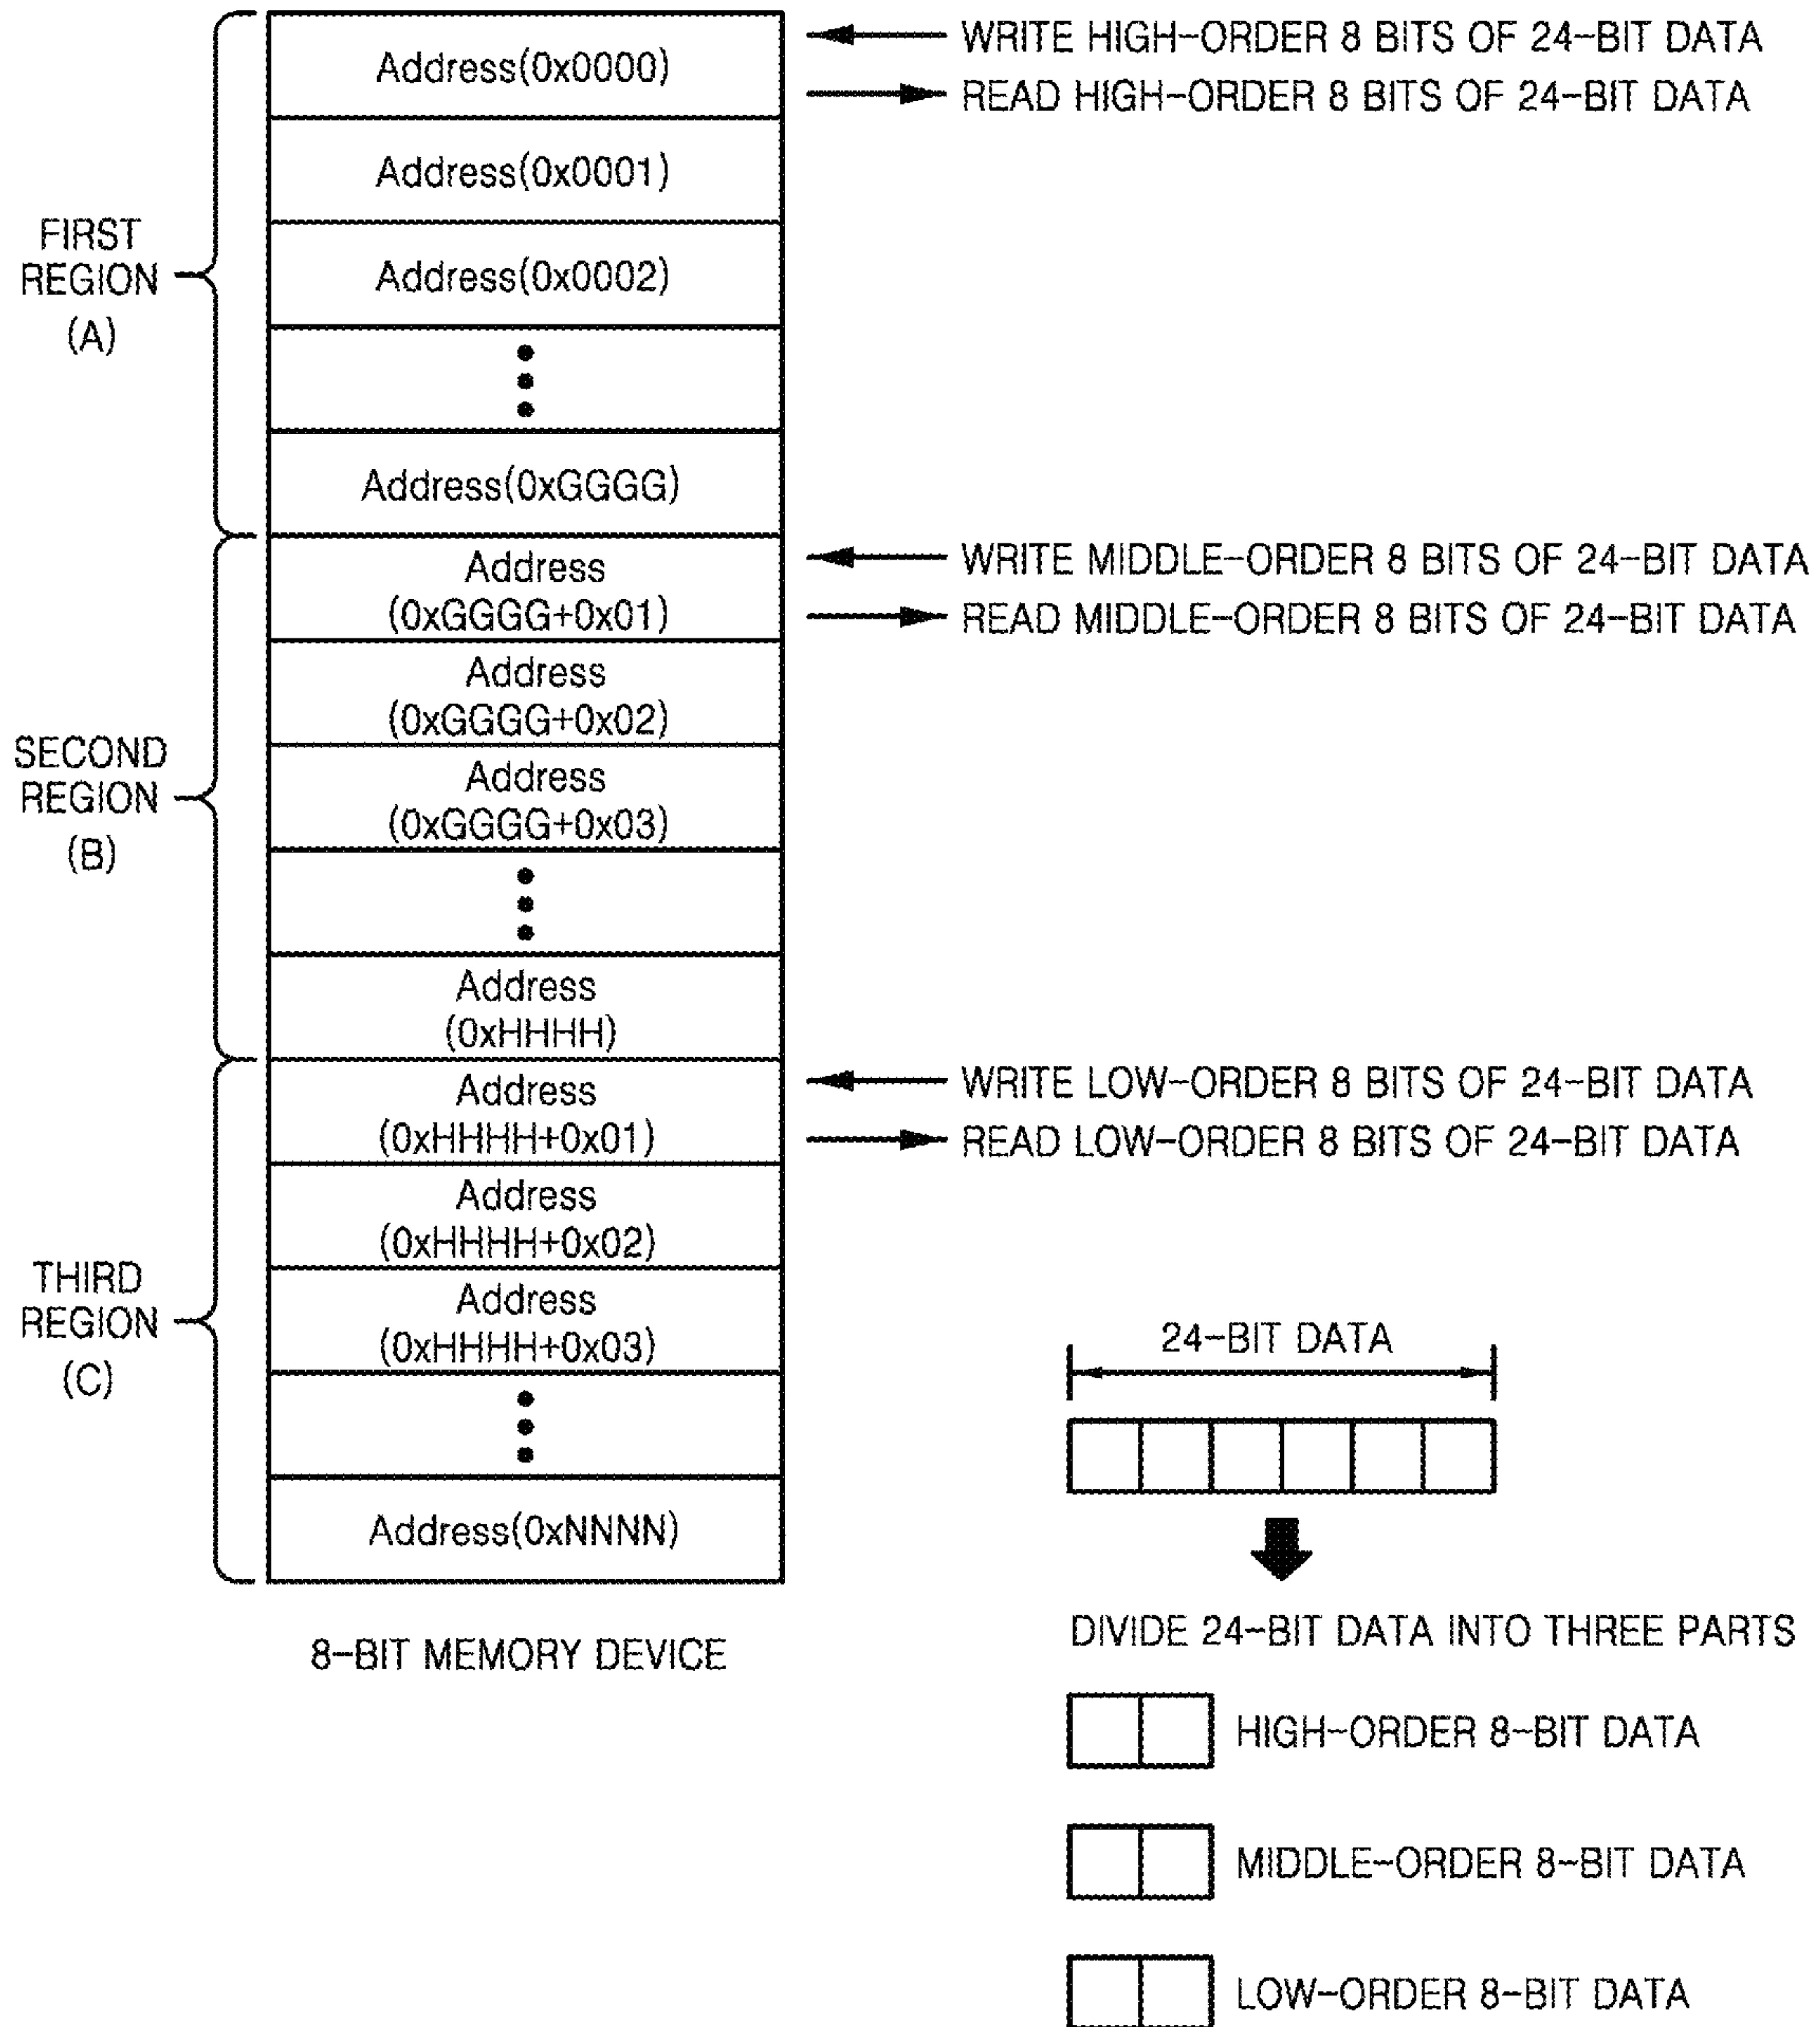 Address(0x0000)
WRITE HIGH-ORDER 8 BITS OF 24-BIT DATA
READ HIGH-ORDER 8 BITS OF 24-BIT DATA
Address(0x0001)
FIRST
REGION
(A)
Address(0x0002)
Address(0xGGGG)
Address
(0xGGGG+0x01)
WRITE MIDDLE-ORDER 8 BITS OF 24-BIT DATA
READ MIDDLE-ORDER 8 BITS OF 24-BIT DATA
Address
(0xGGGG+0x02)
SECOND
REGION
(B)
Address
(0xGGGG+0x03)
Address
(0xHHHH)
Address
(0xHHHH+0x01)
WRITE LOW-ORDER 8 BITS OF 24-BIT DATA
READ LOW-ORDER 8 BITS OF 24-BIT DATA
Address
(0xHHHH+0x02)
THIRD
REGION
(C)
Address
(0xHHHH+0x03)
Address(0xNNNN)
8-BIT MEMORY DEVICE
24-BIT DATA
DIVIDE 24-BIT DATA INTO THREE PARTS
HIGH-ORDER 8-BIT DATA
MIDDLE-ORDER 8-BIT DATA
LOW-ORDER 8-BIT DATA